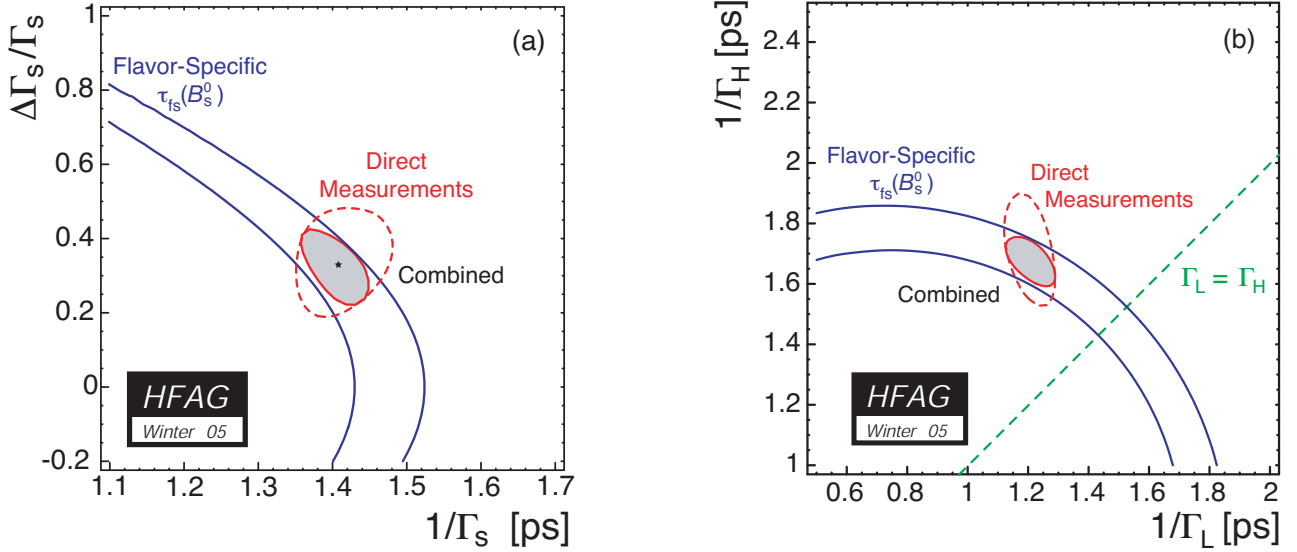 (a)
ΔΓs/Γs
1
0.8
0.6
0.4
0.2
0
-0.2
Flavor-Specific
τfs(B0s)
Direct
Measurements
Combined
HFAG
Winter 05
1.1 1.2 1.3 1.4 1.5 1.6 1.7
1/Γs [ps]
(b)
1/ΓH [ps]
2.4
2.2
2
1.8
1.6
1.4
1.2
1
Flavor-Specific
τfs(B0s)
Direct
Measurements
Combined
ΓL = ΓH
HFAG
Winter 05
0.6 0.8 1 1.2 1.4 1.6 1.8 2
1/ΓL [ps]